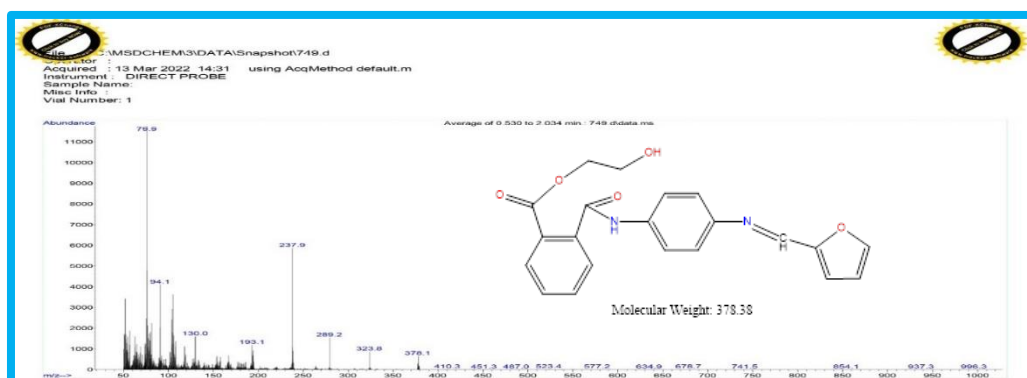 File :\MSDCHEM\3\DATA\Snapshot\749.d
Operator :
Acquired : 13 Mar 2022 14:31 using AcqMethod default.m
Instrument : DIRECT PROBE
Sample Name:
Misc Info :
Vial Number: 1
Abundance
Average of 0.530 to 2.034 min.: 749.d\data.ms
78.9
11000
10000
9000
8000
7000
6000
5000
4000
3000
2000
1000
0
237.9
94.1
130.0
193.1
289.2
323.8
378.1
410.3 451.3 487.0 523.4 577.2 634.9 678.7 741.5 854.1 937.3 996.3
m/z--> 50 100 150 200 250 300 350 400 450 500 550 600 650 700 750 800 850 900 950 1000
OH
O
O
O
N
H
N
C
H
O
Molecular Weight: 378.38